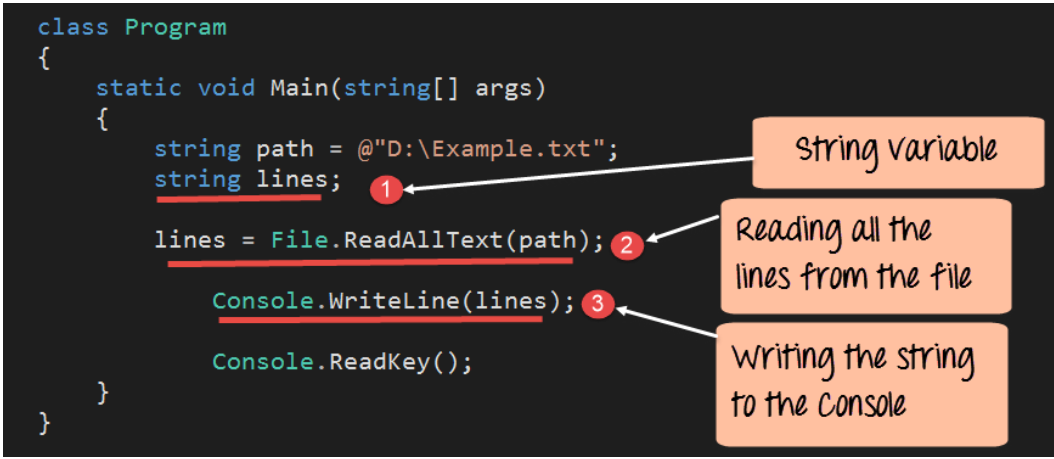 class Program
{
static void Main(string[] args)
{
string path = @"D:\Example.txt";
string lines;
1
String variable
lines = File.ReadAllText(path);
2
Reading all the
lines from the file
Console.WriteLine(lines);
3
Writing the string
to the Console
Console.ReadKey();
}
}